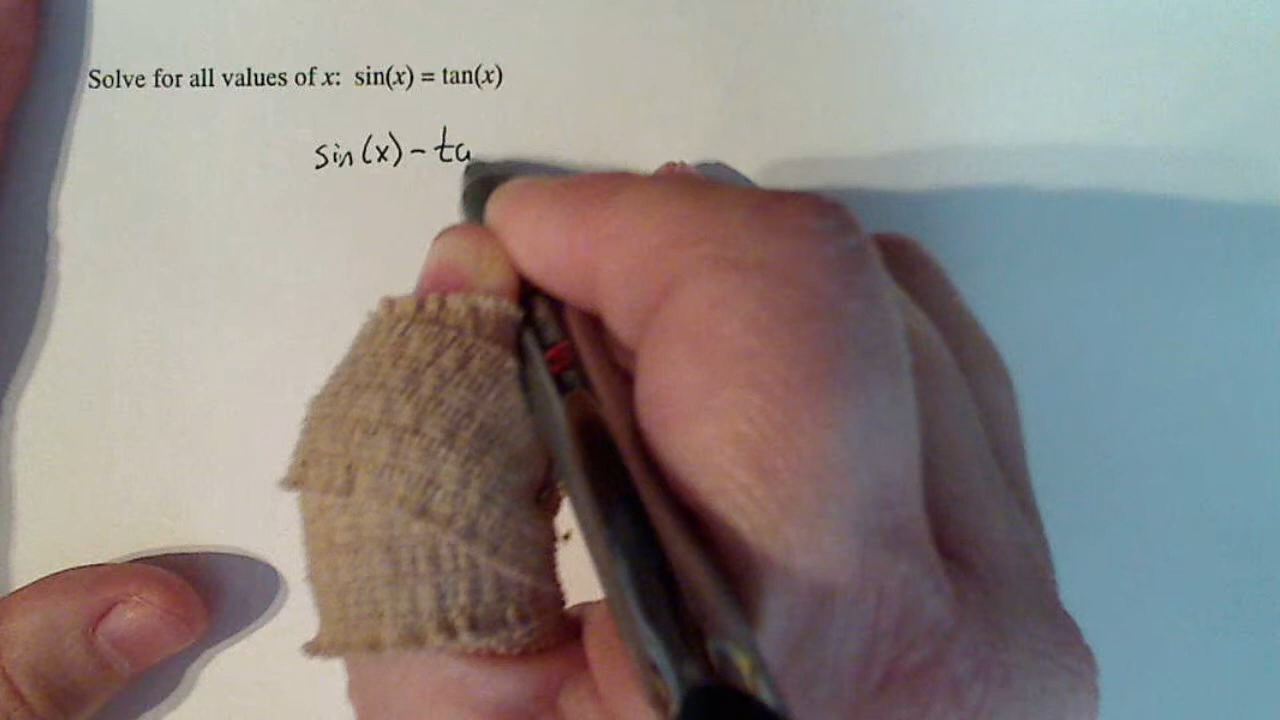 Solve for all values of x: sin(x) = tan(x)
sin(x) - ta